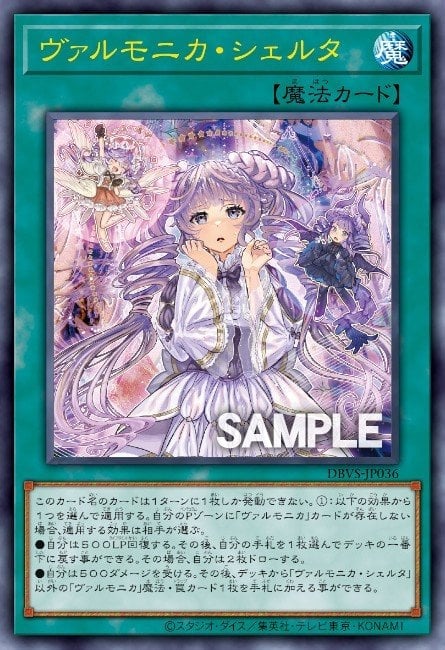 ヴァルモニカ・シェルタ
魔
【魔法カード】
SAMPLE
DBVS-JP036
このカード名のカードは1ターンに1枚しか発動できない。①:以下の効果から
1つを選んで適用する。自分のPゾーンに「ヴァルモニカ」カードが存在しない
場合、適用する効果は相手が選ぶ。
●自分は500LP回復する。その後、自分の手札を1枚選んでデッキの一番
下に戻す事ができる。その場合、自分は2枚ドローする。
●自分は500ダメージを受ける。その後、デッキから「ヴァルモニカ・シェルタ」
以外の「ヴァルモニカ」魔法・罠カード1枚を手札に加える事ができる。
©スタジオ・ダイス／集英社・テレビ東京・KONAMI